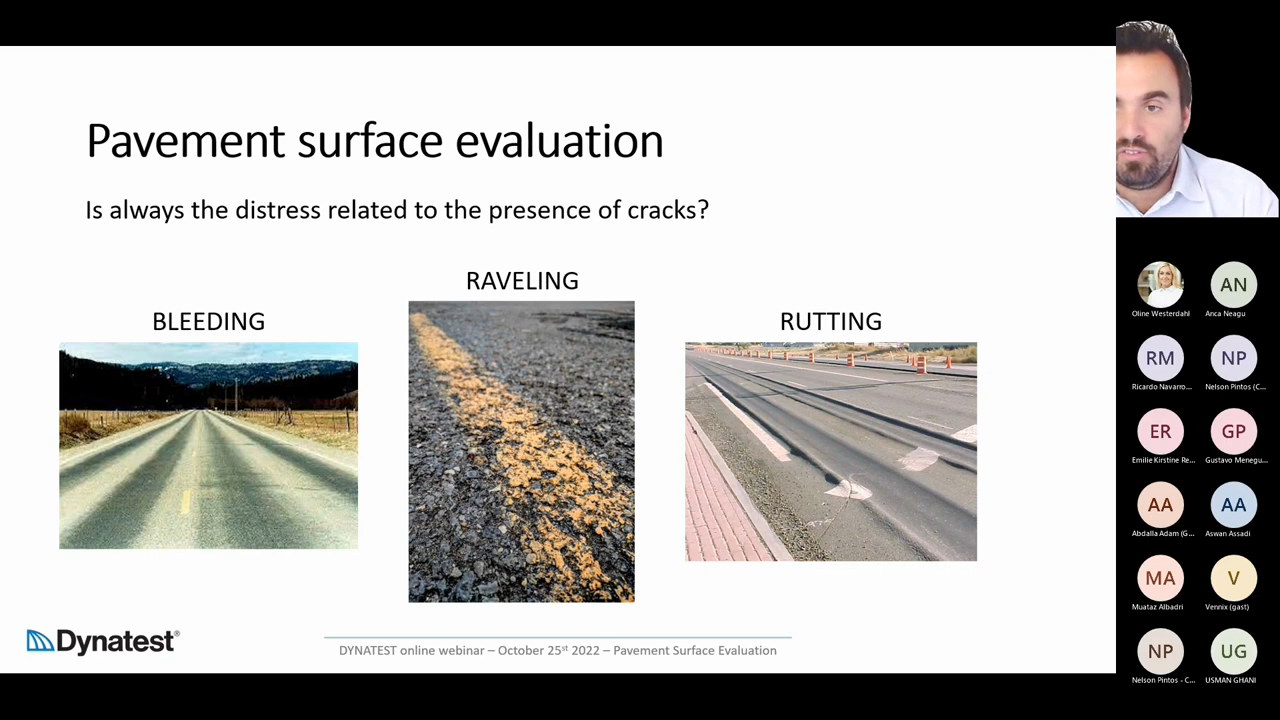 Pavement surface evaluation
Is always the distress related to the presence of cracks?
BLEEDING
RAVELING
RUTTING
Dynatest®
DYNATEST online webinar – October 25st 2022 – Pavement Surface Evaluation
Oline Westerdahl
AN
Anca Neagu
RM
Ricardo Navarro...
NP
Nelson Pintos (C...
ER
Emilie Kirstine Re...
GP
Gustavo Menegu...
AA
Abdalla Adam (G...
AA
Aswan Assadi
MA
Muataz Albadri
V
Vennix (gast)
NP
Nelson Pintos - C...
UG
USMAN GHANI